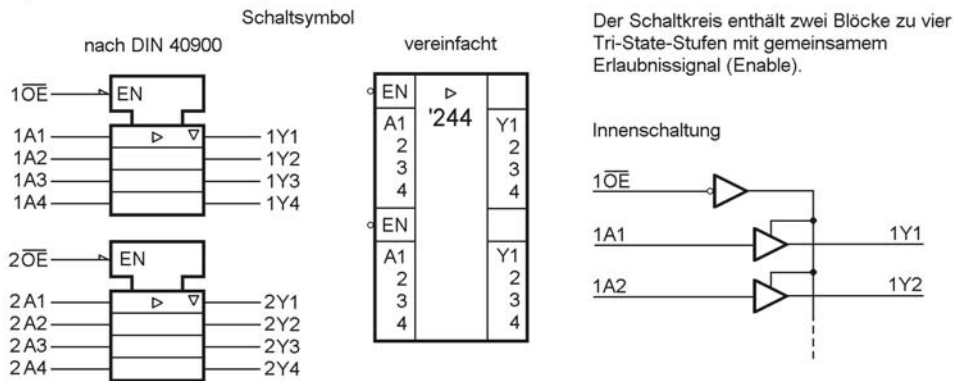 Schaltsymbol
nach DIN 40900
1O̅E̅
EN
1A1
1Y1
1A2
1Y2
1A3
1Y3
1A4
1Y4
2O̅E̅
EN
2A1
2Y1
2A2
2Y2
2A3
2Y3
2A4
2Y4
vereinfacht
EN
'244
A1
Y1
2
2
3
3
4
4
EN
A1
Y1
2
2
3
3
4
4
Der Schaltkreis enthält zwei Blöcke zu vier
Tri-State-Stufen mit gemeinsamem
Erlaubnissignal (Enable).
Innenschaltung
1O̅E̅
1A1
1Y1
1A2
1Y2